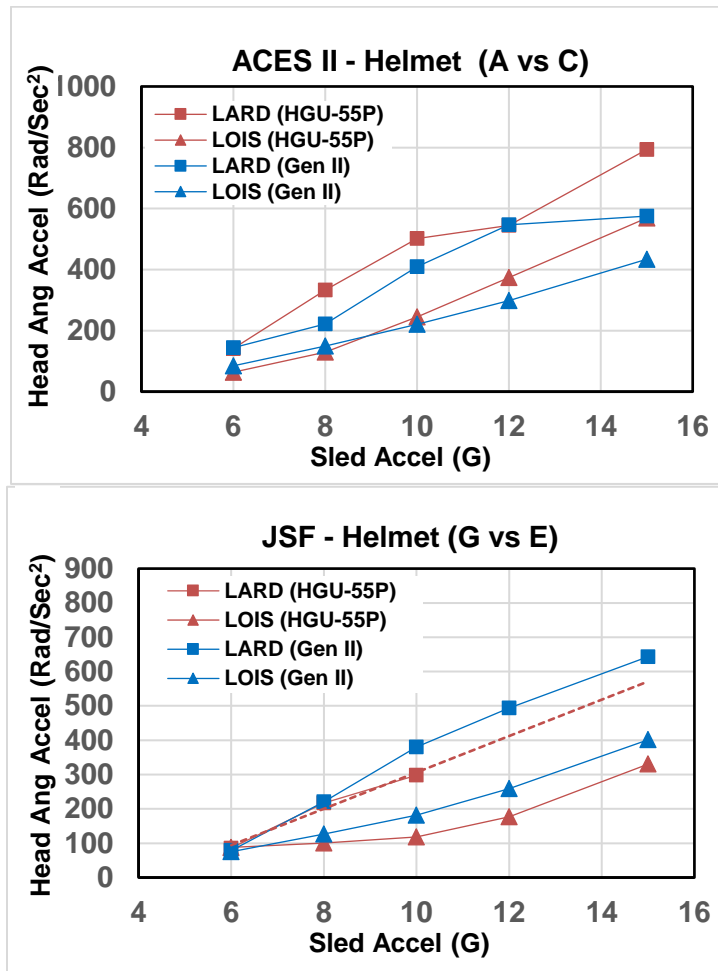 ACES II - Helmet (A vs C)
Head Ang Accel (Rad/Sec²)
1000
800
600
400
200
0
LARD (HGU-55P)
LOIS (HGU-55P)
LARD (Gen II)
LOIS (Gen II)
4 6 8 10 12 14 16
Sled Accel (G)
JSF - Helmet (G vs E)
Head Ang Accel (Rad/Sec²)
900
800
700
600
500
400
300
200
100
0
LARD (HGU-55P)
LOIS (HGU-55P)
LARD (Gen II)
LOIS (Gen II)
4 6 8 10 12 14 16
Sled Accel (G)